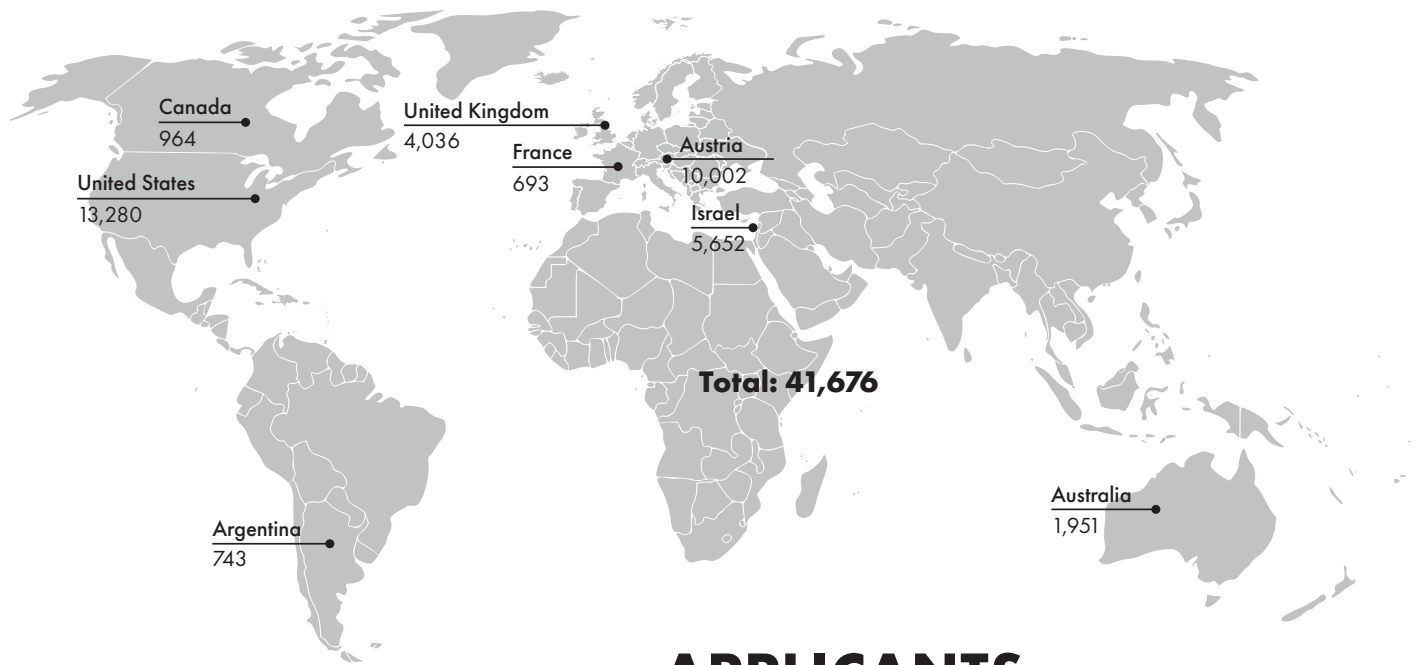 Canada
964
United Kingdom
4,036
France
693
Austria
10,002
United States
13,280
Israel
5,652
Total: 41,676
Australia
1,951
Argentina
743
APPLICANTS